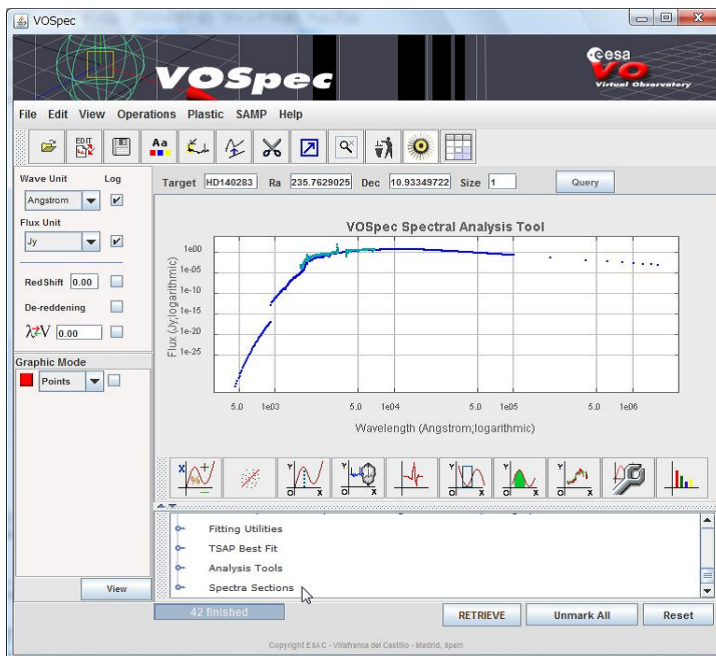 VOSpec
VOSpec
esa
VO
Virtual Observatory
File Edit View Operations Plastic SAMP Help
EDIT
Aa
Wave Unit Log
Angstrom
Flux Unit
Jy
RedShift 0.00
De-reddening
λ⇄V 0.00
Graphic Mode
Points
View
Target HD140283 Ra 235.7629025 Dec 10.93349722 Size 1 Query
VOSpec Spectral Analysis Tool
Flux (Jy;logarithmic)
1e00
1e-05
1e-10
1e-15
1e-20
1e-25
5.0 1e03 5.0 1e04 5.0 1e05 5.0 1e06
Wavelength (Angstrom;logarithmic)
Fitting Utilities
TSAP Best Fit
Analysis Tools
Spectra Sections
42 finished
RETRIEVE Unmark All Reset
Copyright ESAC - Villafranca del Castillo - Madrid, Spain